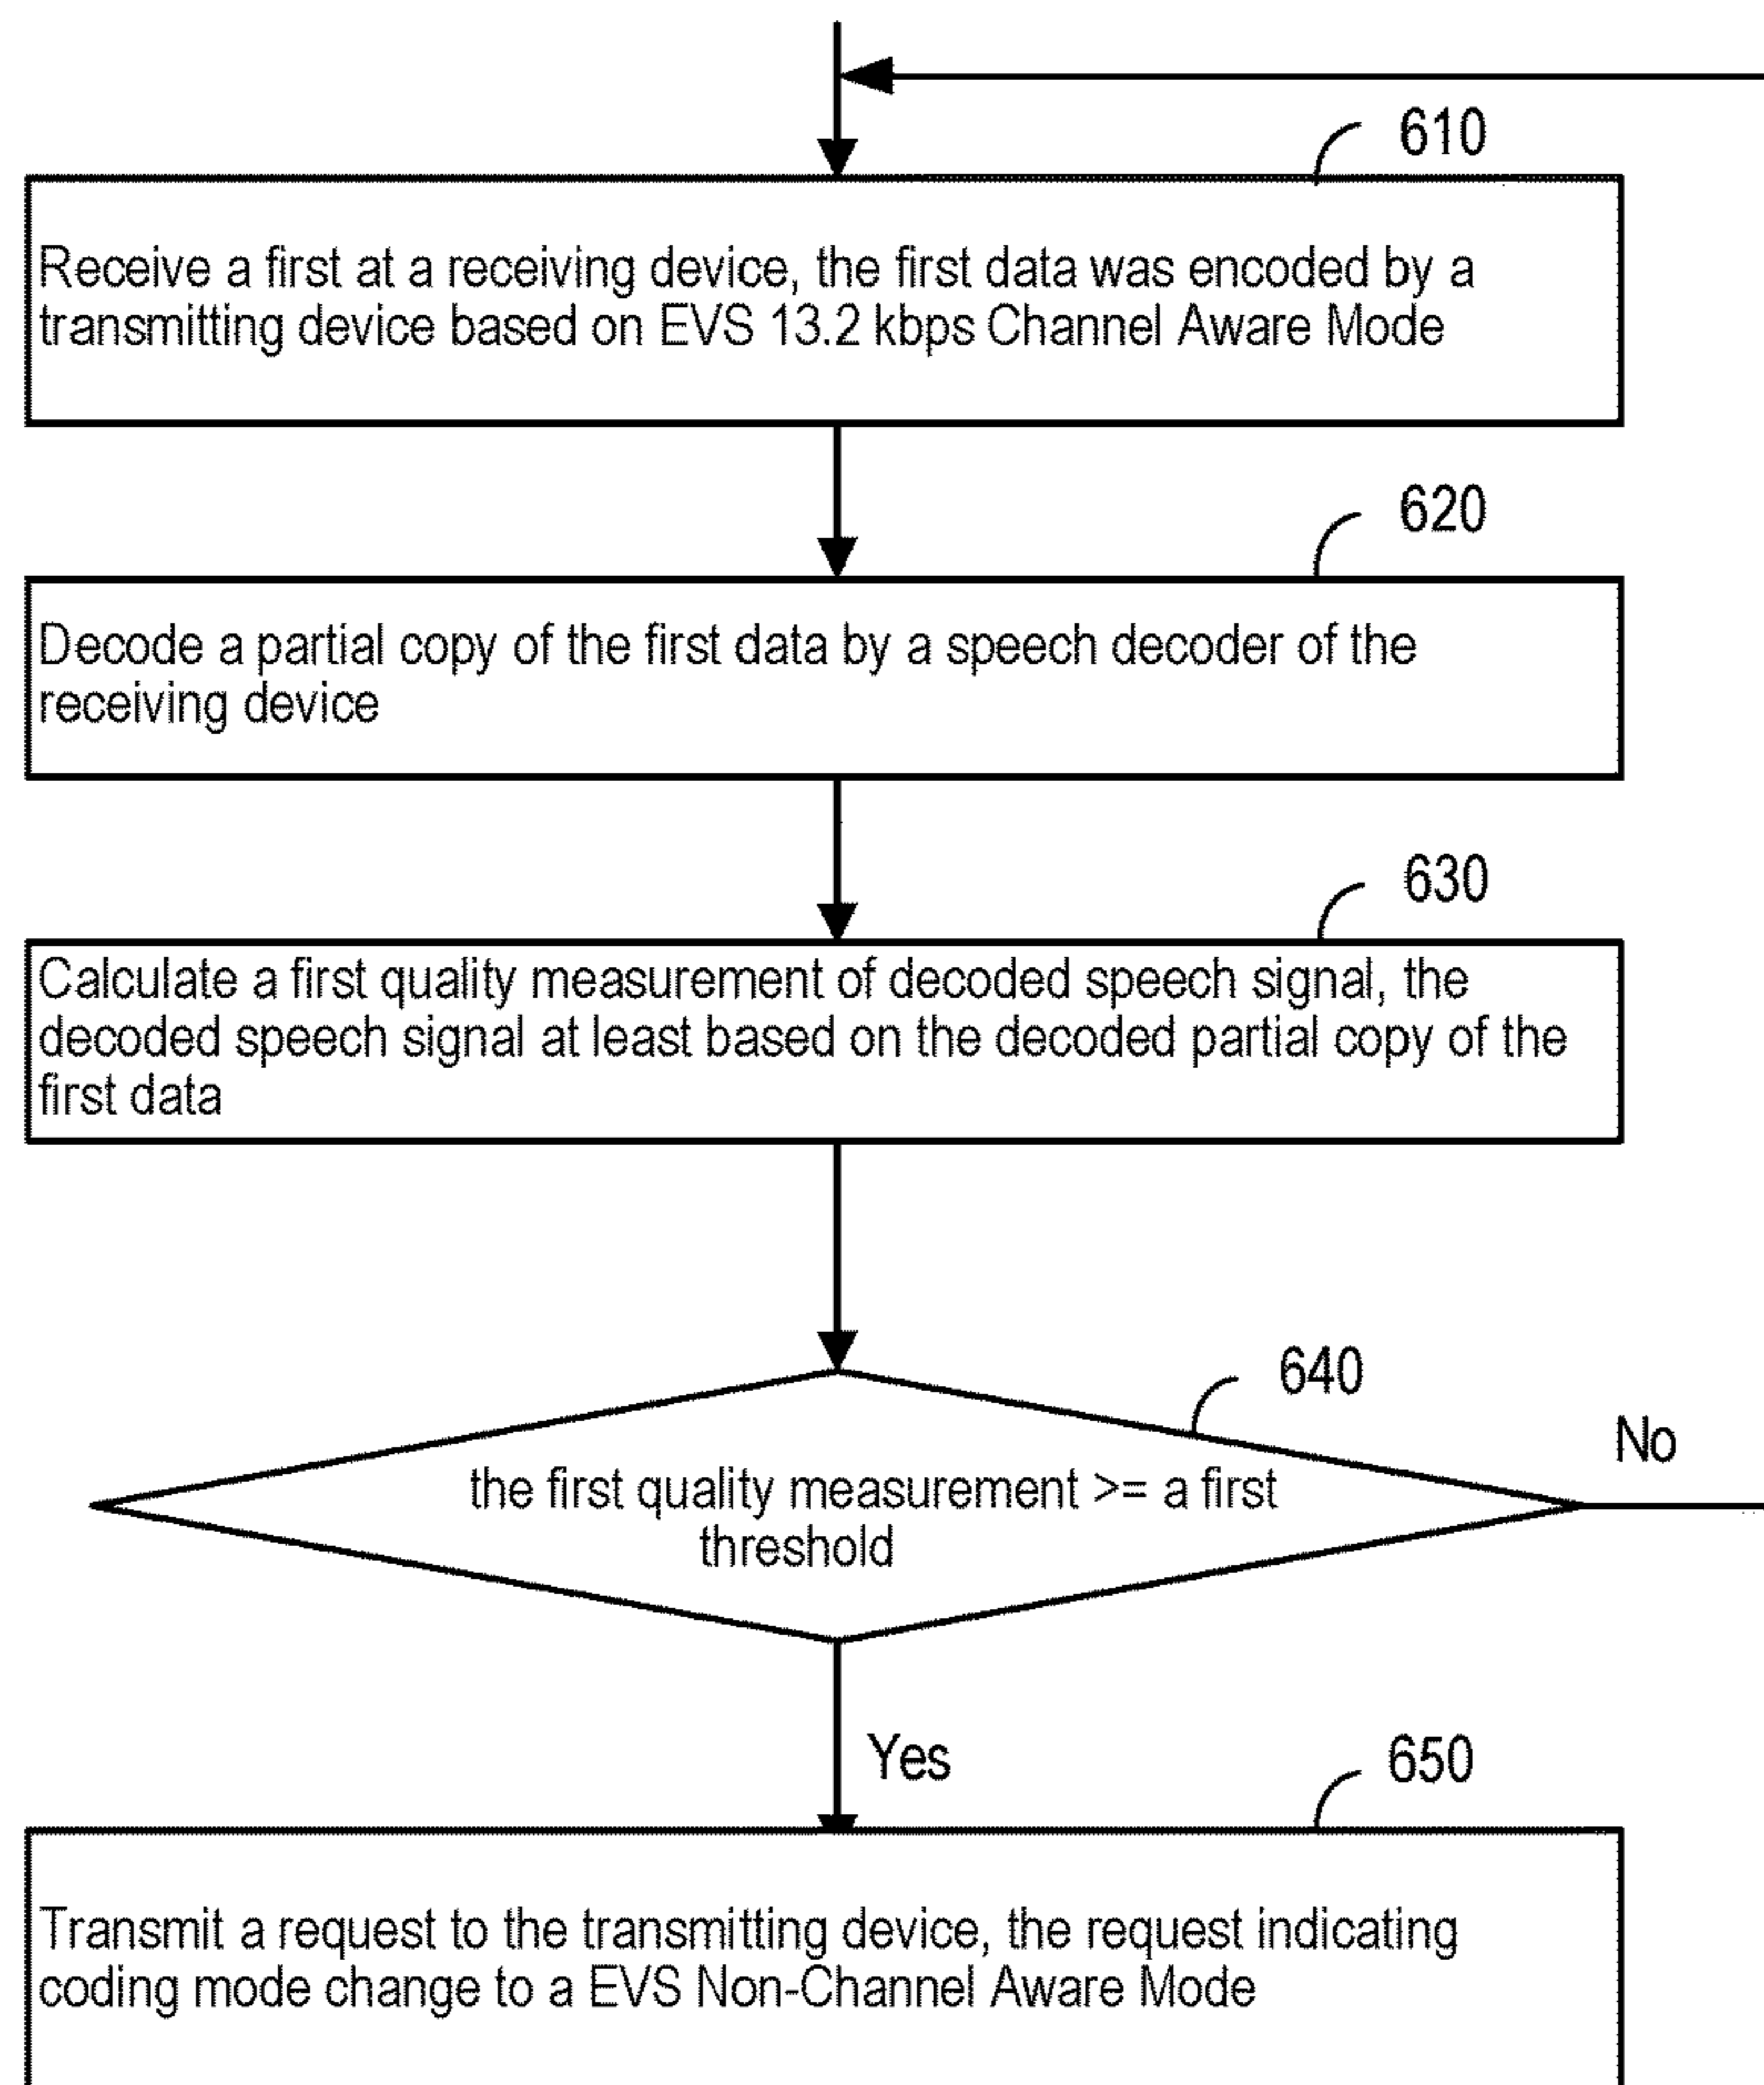 610
Receive a first at a receiving device, the first data was encoded by a
transmitting device based on EVS 13.2 kbps Channel Aware Mode
620
Decode a partial copy of the first data by a speech decoder of the
receiving device
630
Calculate a first quality measurement of decoded speech signal, the
decoded speech signal at least based on the decoded partial copy of the
first data
640
No
the first quality measurement >= a first
threshold
Yes
650
Transmit a request to the transmitting device, the request indicating
coding mode change to a EVS Non-Channel Aware Mode